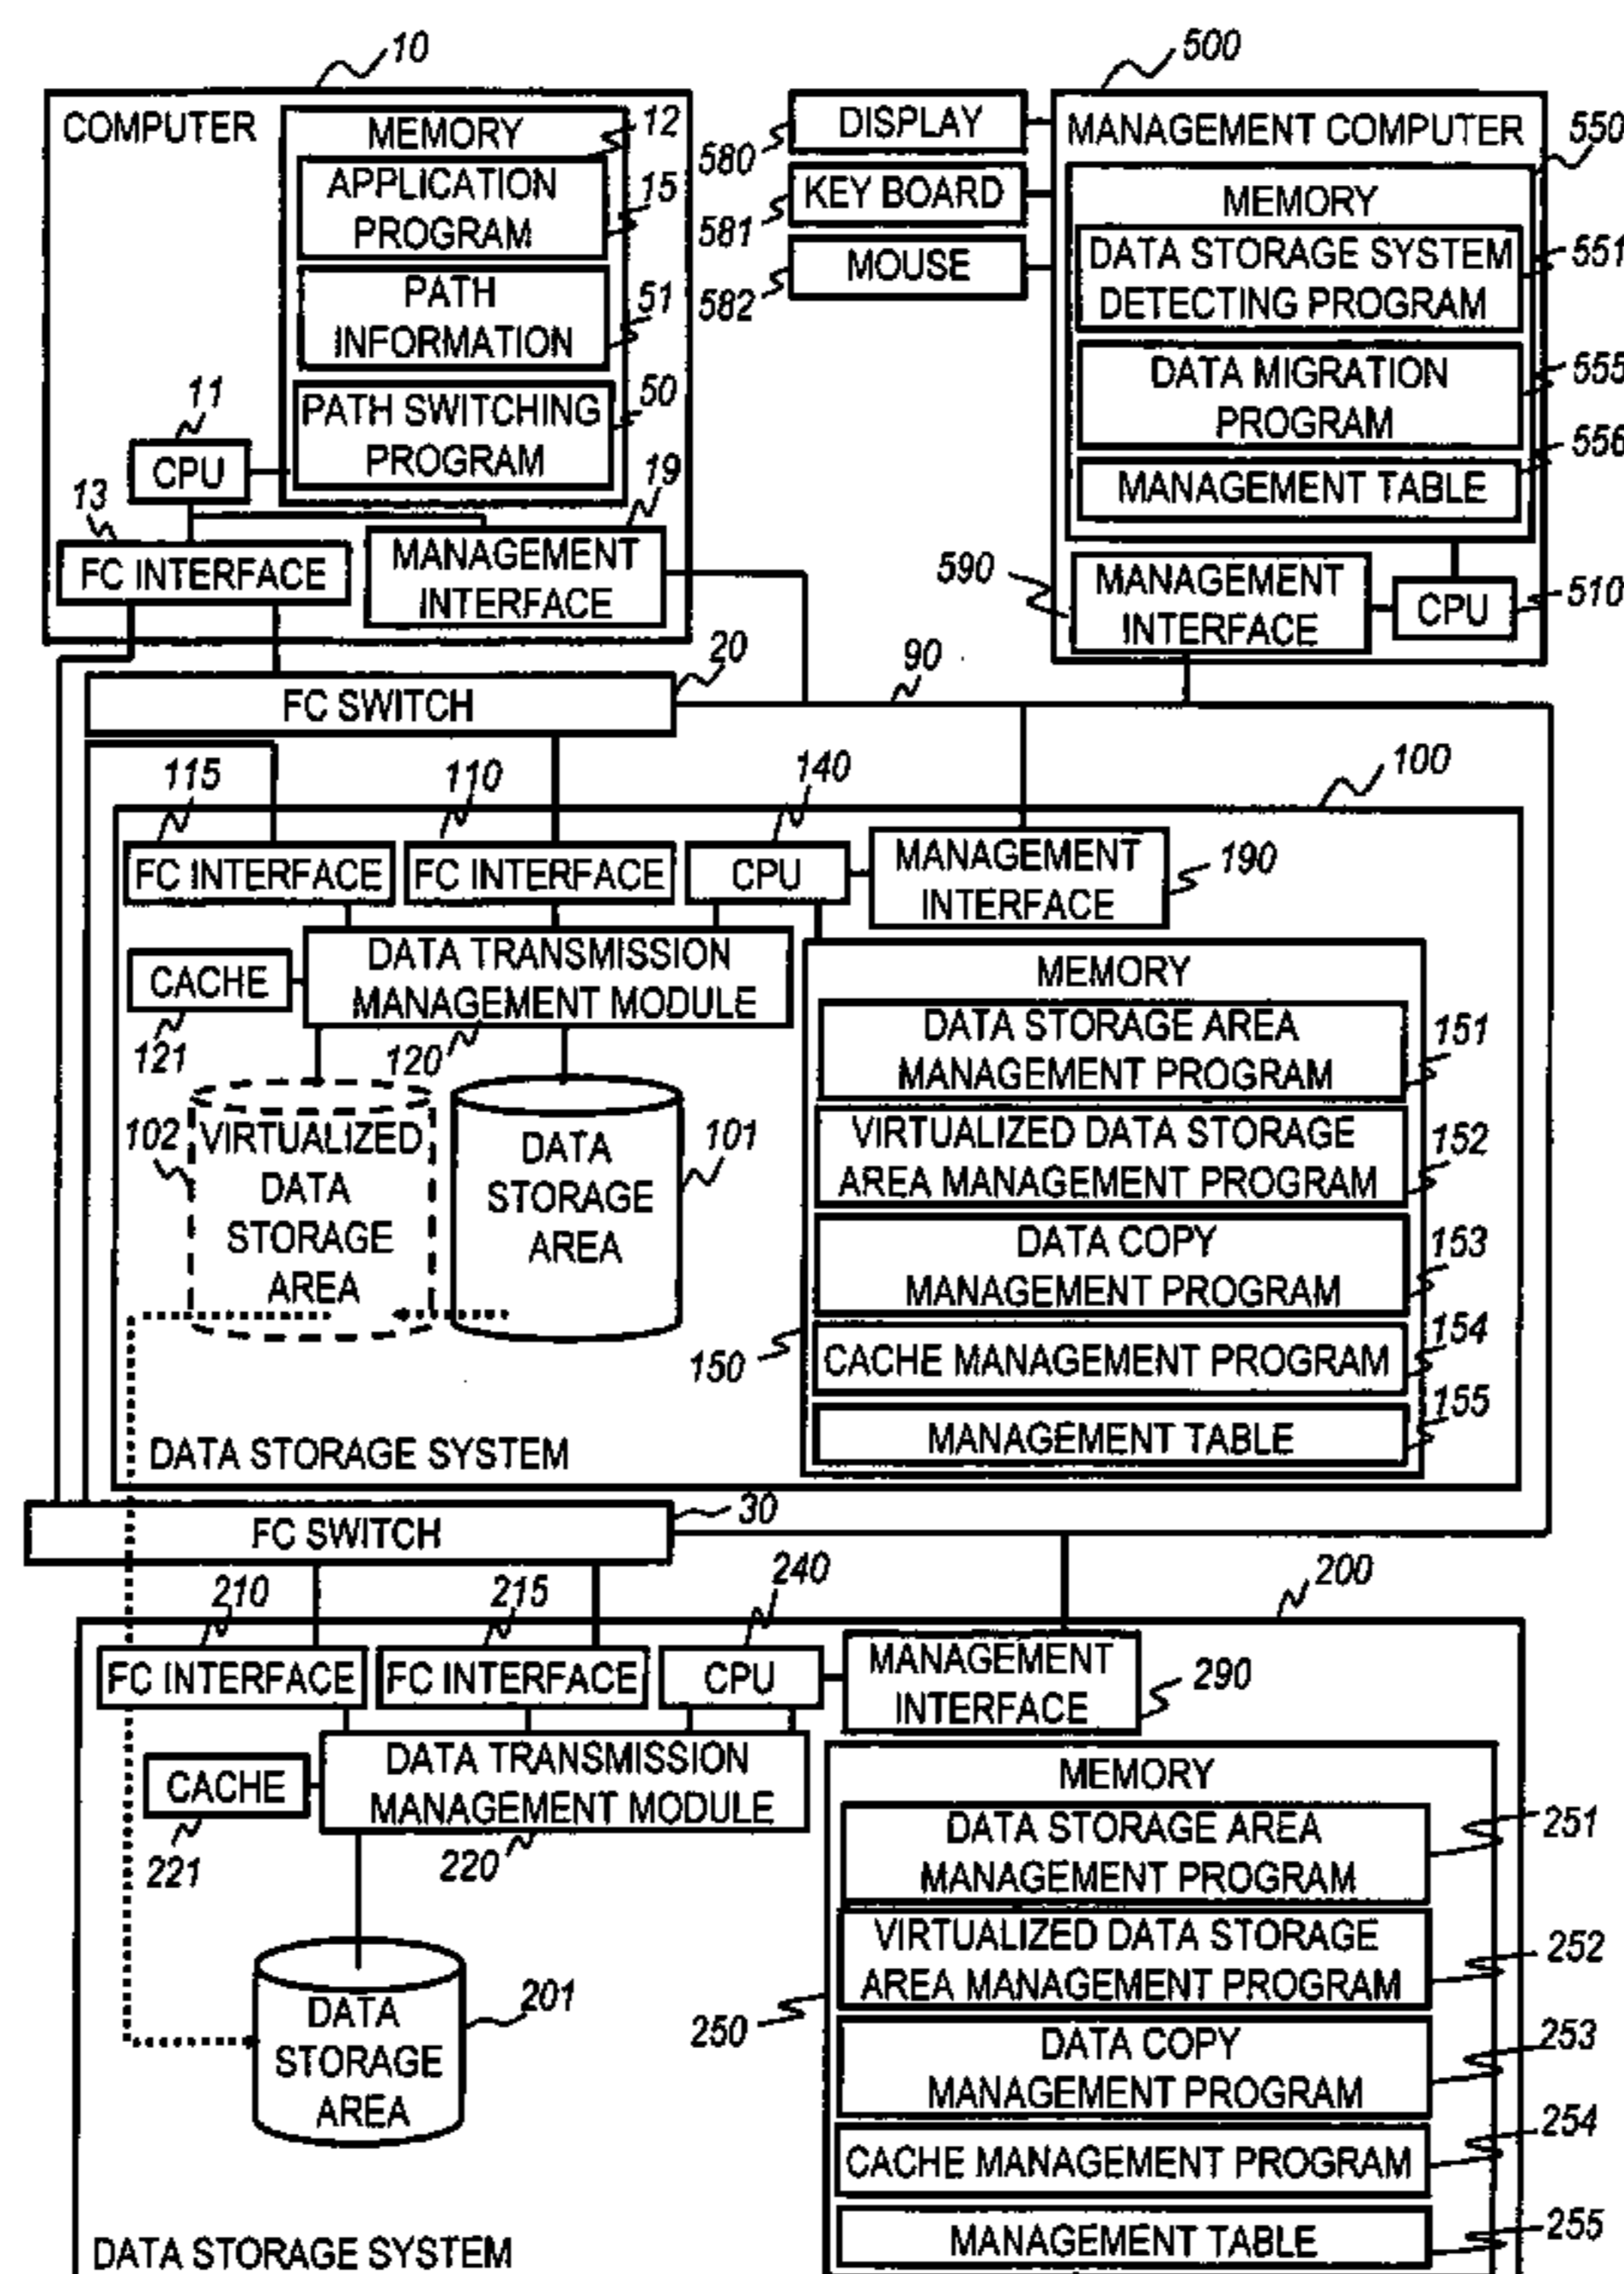 10
COMPUTER
MEMORY
12
APPLICATION
PROGRAM
15
PATH
INFORMATION
51
PATH SWITCHING
PROGRAM
50
11
CPU
13
FC INTERFACE
MANAGEMENT
INTERFACE
19
500
DISPLAY
580
KEY BOARD
581
MOUSE
582
MANAGEMENT COMPUTER
550
MEMORY
DATA STORAGE SYSTEM
DETECTING PROGRAM
551
DATA MIGRATION
PROGRAM
555
MANAGEMENT TABLE
556
590
MANAGEMENT
INTERFACE
CPU
510
20
FC SWITCH
90
100
115
FC INTERFACE
110
FC INTERFACE
140
CPU
MANAGEMENT
INTERFACE
190
CACHE
121
DATA TRANSMISSION
MANAGEMENT MODULE
120
102
VIRTUALIZED
DATA
STORAGE
AREA
DATA
STORAGE
AREA
101
MEMORY
DATA STORAGE AREA
MANAGEMENT PROGRAM
151
VIRTUALIZED DATA STORAGE
AREA MANAGEMENT PROGRAM
152
DATA COPY
MANAGEMENT PROGRAM
153
150
CACHE MANAGEMENT PROGRAM
154
MANAGEMENT TABLE
155
DATA STORAGE SYSTEM
30
FC SWITCH
200
210
FC INTERFACE
215
FC INTERFACE
240
CPU
MANAGEMENT
INTERFACE
290
CACHE
221
DATA TRANSMISSION
MANAGEMENT MODULE
220
DATA
STORAGE
AREA
201
MEMORY
DATA STORAGE AREA
MANAGEMENT PROGRAM
251
VIRTUALIZED DATA STORAGE
AREA MANAGEMENT PROGRAM
252
250
DATA COPY
MANAGEMENT PROGRAM
253
CACHE MANAGEMENT PROGRAM
254
MANAGEMENT TABLE
255
DATA STORAGE SYSTEM